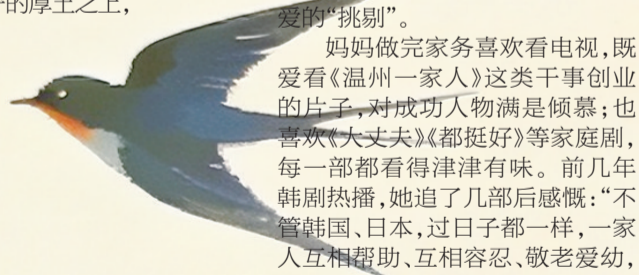 的厚土之上，
爱的“挑剔”。
妈妈做完家务喜欢看电视，既
爱看《温州一家人》这类干事创业
的片子，对成功人物满是倾慕；也
喜欢《大丈夫》《都挺好》等家庭剧，
每一部都看得津津有味。前几年
韩剧热播，她追了几部后感慨：“不
管韩国、日本，过日子都一样，一家
人互相帮助、互相容忍、敬老爱幼，